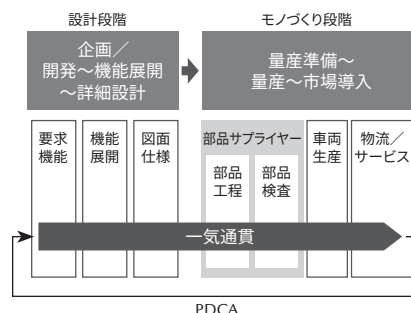 設計段階
モノづくり段階
企画／
開発〜機能展開
〜詳細設計
量産準備〜
量産〜市場導入
要求
機能
機能
展開
図面
仕様
部品サプライヤー
部品
工程
部品
検査
車両
生産
物流／
サービス
一気通貫
PDCA